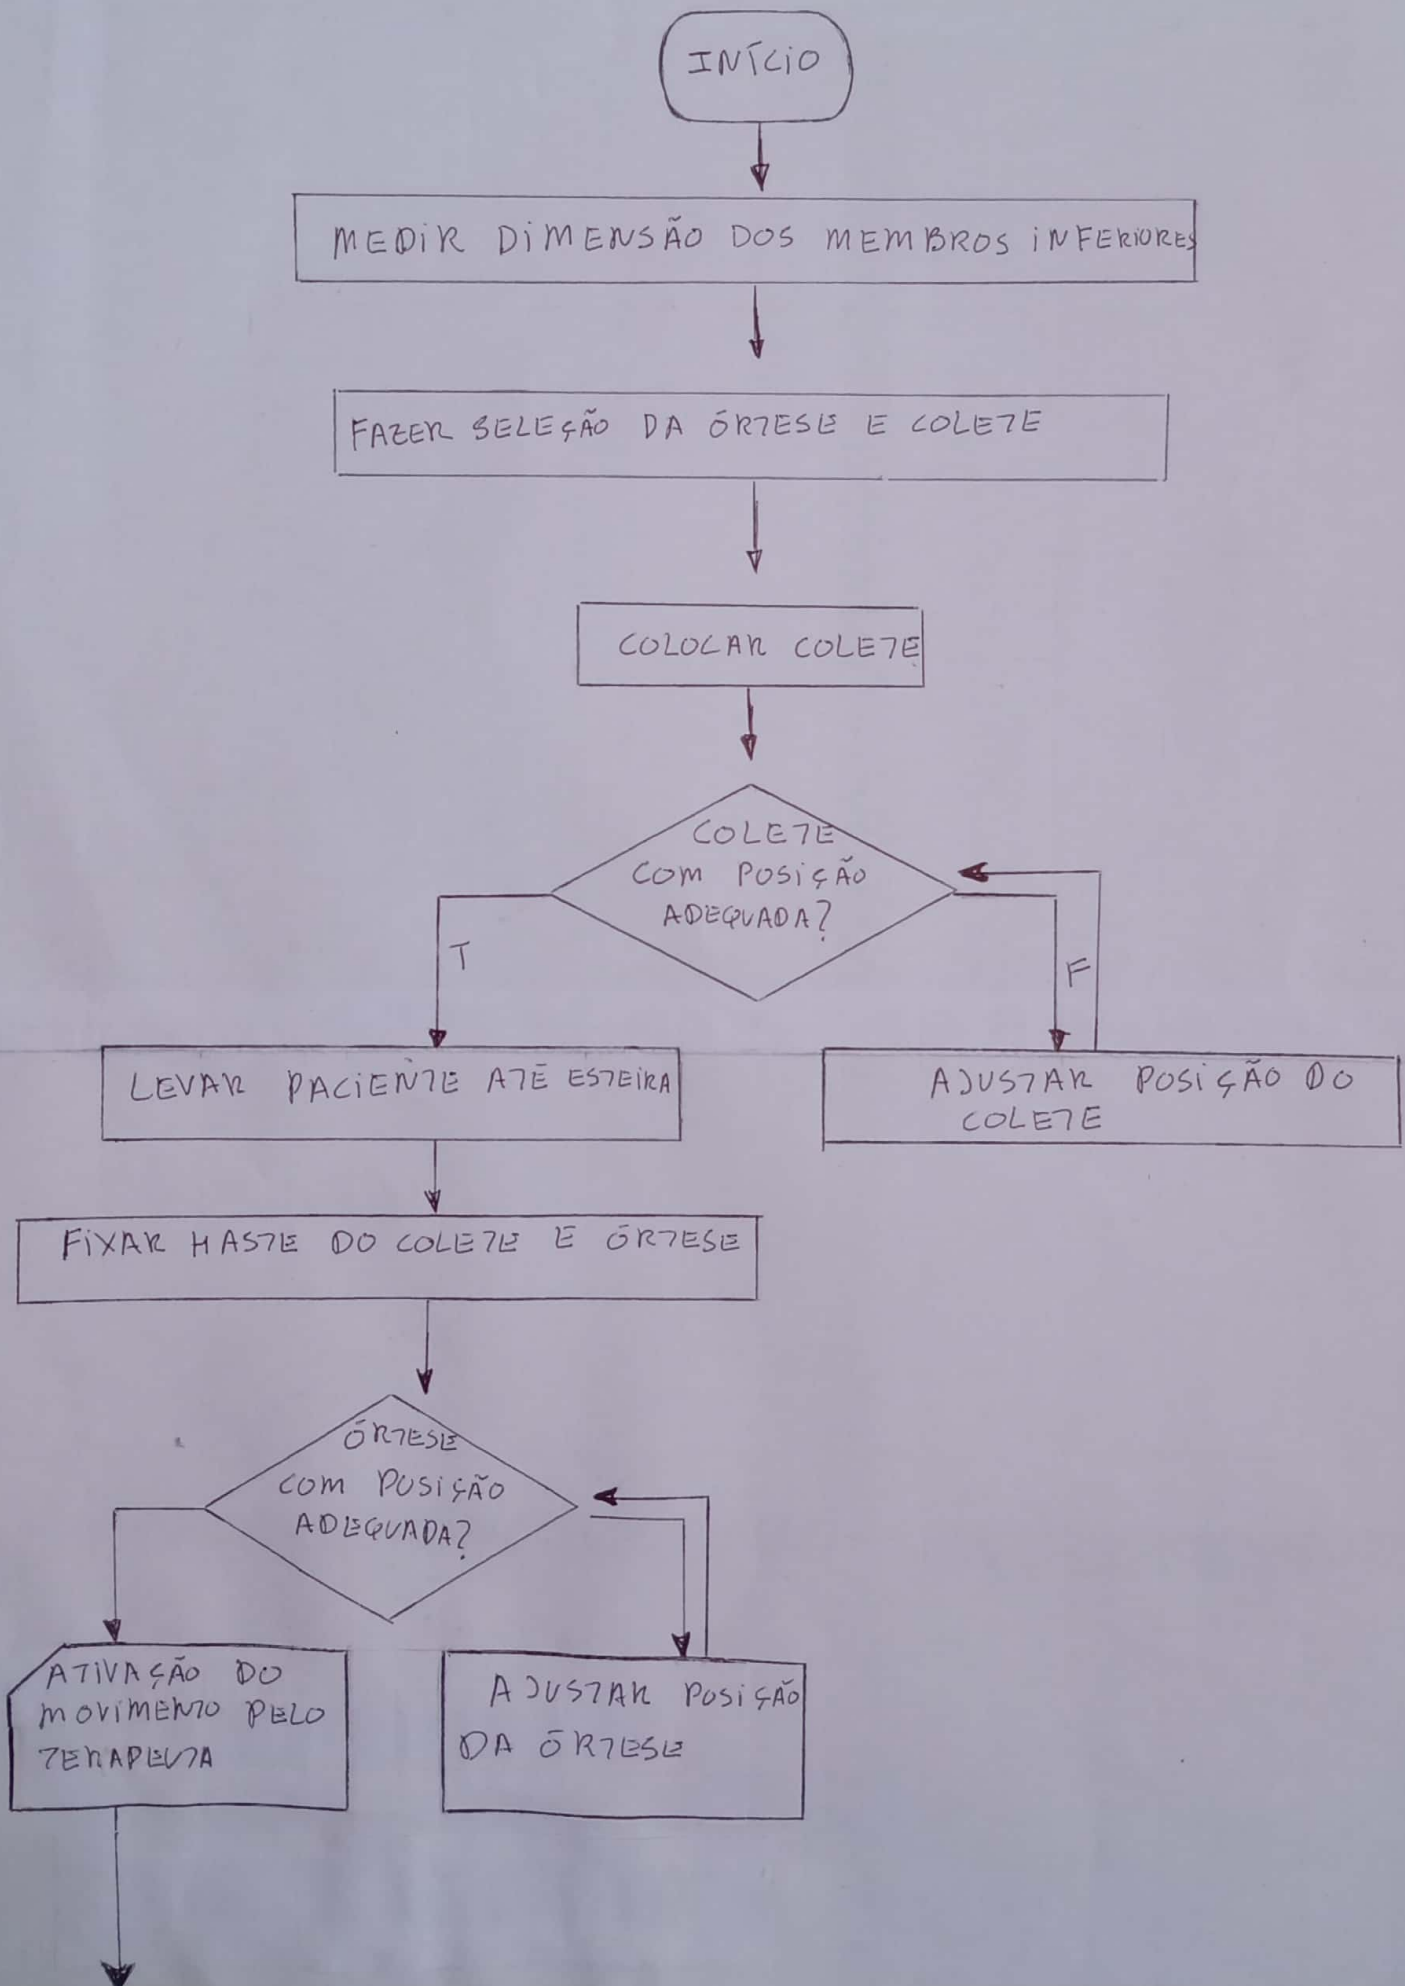 INÍCIO
MEDIR DIMENSÃO DOS MEMBROS INFERIORES
FAZER SELEÇÃO DA ÓRTESE E COLETE
COLOCAR COLETE
COLETE
COM POSIÇÃO
ADEQUADA?
T
F
LEVAR PACIENTE ATÉ ESTEIRA
AJUSTAR POSIÇÃO DO
COLETE
FIXAR HASTE DO COLETE E ÓRTESE
ÓRTESE
COM POSIÇÃO
ADEQUADA?
ATIVAÇÃO DO
MOVIMENTO PELO
TERAPEUTA
AJUSTAR POSIÇÃO
DA ÓRTESE